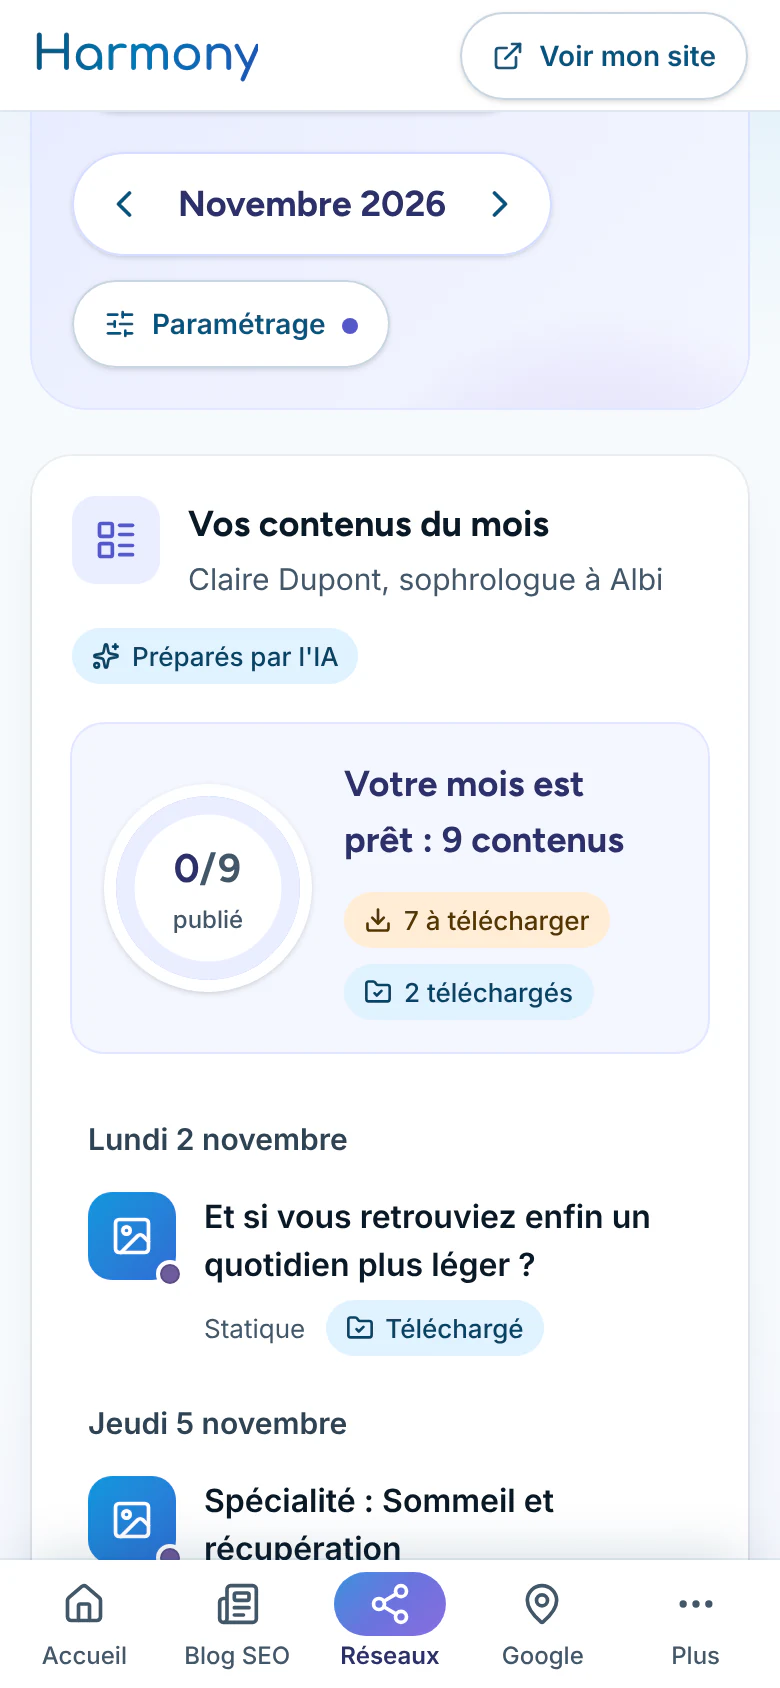 Harmony
Voir mon site
Novembre 2026
Paramétrage
Vos contenus du mois
Claire Dupont, sophrologue à Albi
Préparés par l'IA
0/9
publié
Votre mois est
prêt : 9 contenus
7 à télécharger
2 téléchargés
Lundi 2 novembre
Et si vous retrouviez enfin un
quotidien plus léger ?
Statique
Téléchargé
Jeudi 5 novembre
Spécialité : Sommeil et
récupération
Accueil
Blog SEO
Réseaux
Google
Plus